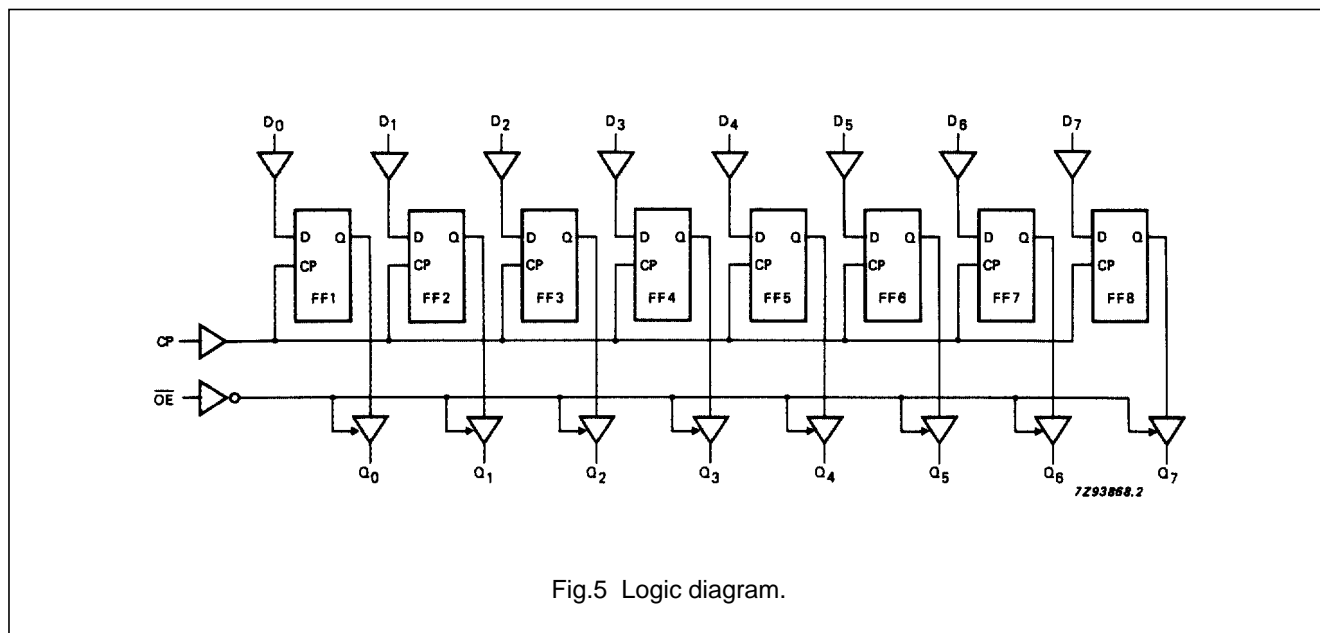 D0 D1 D2 D3 D4 D5 D6 D7
D Q D Q D Q D Q D Q D Q D Q D Q
CP CP CP CP CP CP CP CP
FF1 FF2 FF3 FF4 FF5 FF6 FF7 FF8
CP
O̅E̅
Q0 Q1 Q2 Q3 Q4 Q5 Q6 Q7
7Z93868.2
Fig.5 Logic diagram.